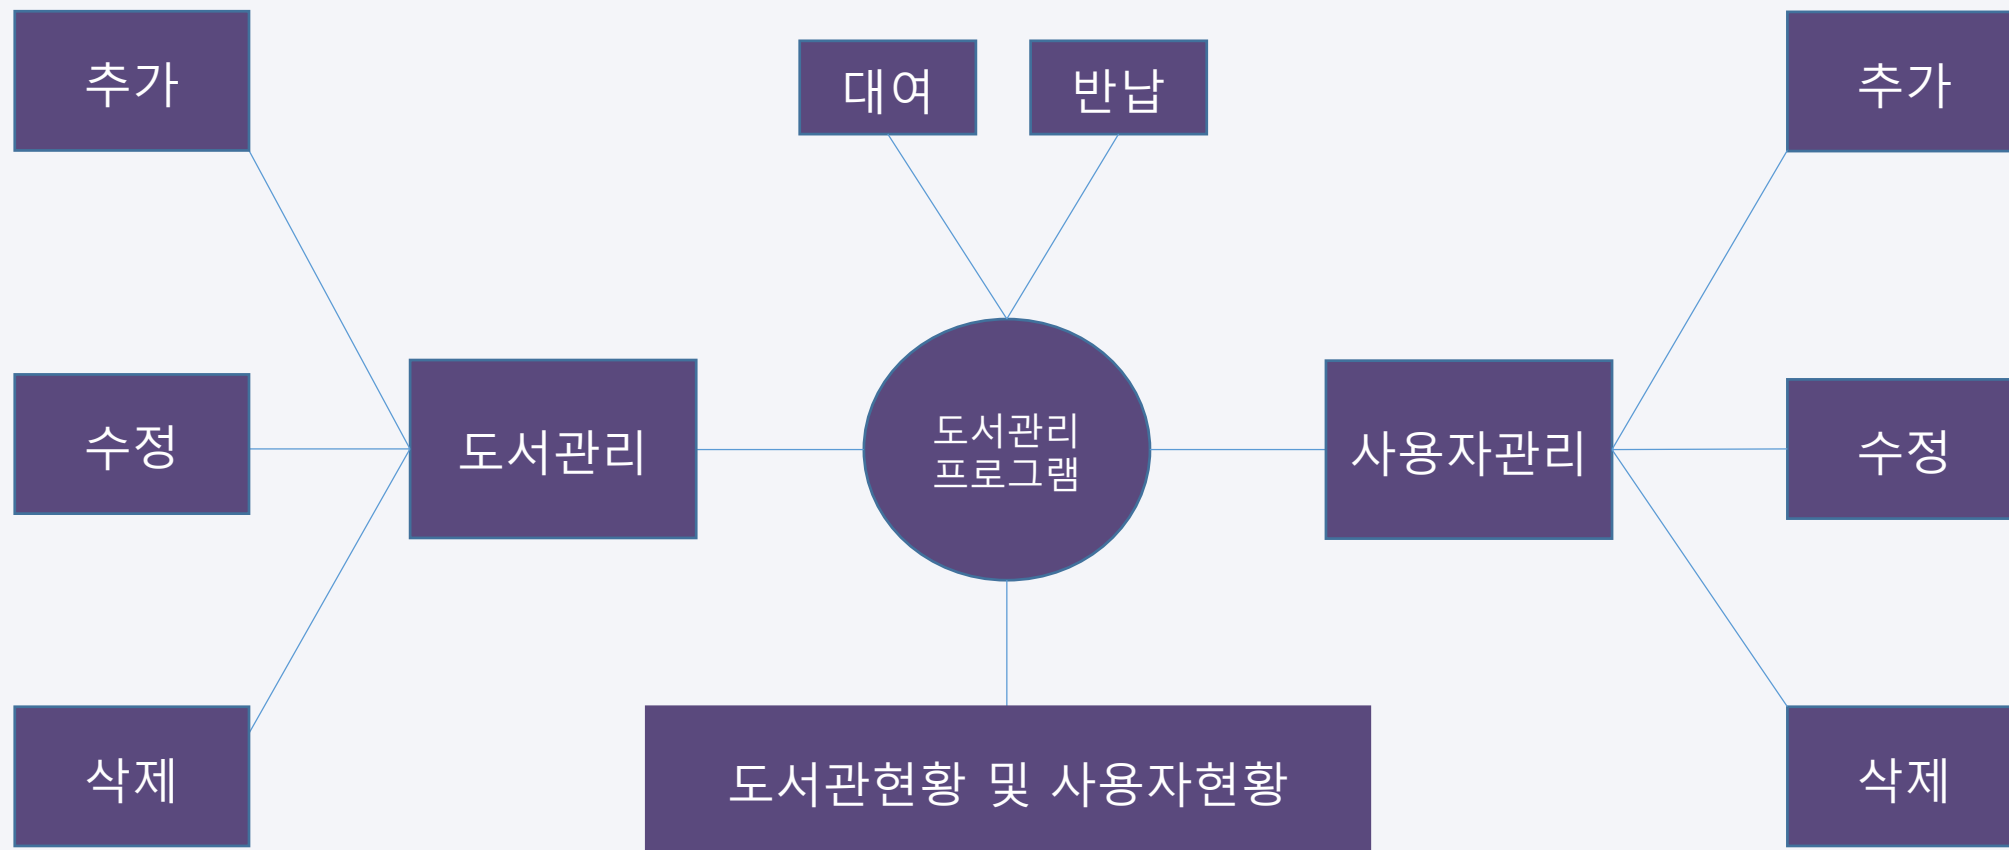 추가
대여
반납
추가
도서관리
프로그램
수정
도서관리
사용자관리
수정
삭제
도서관현황 및 사용자현황
삭제